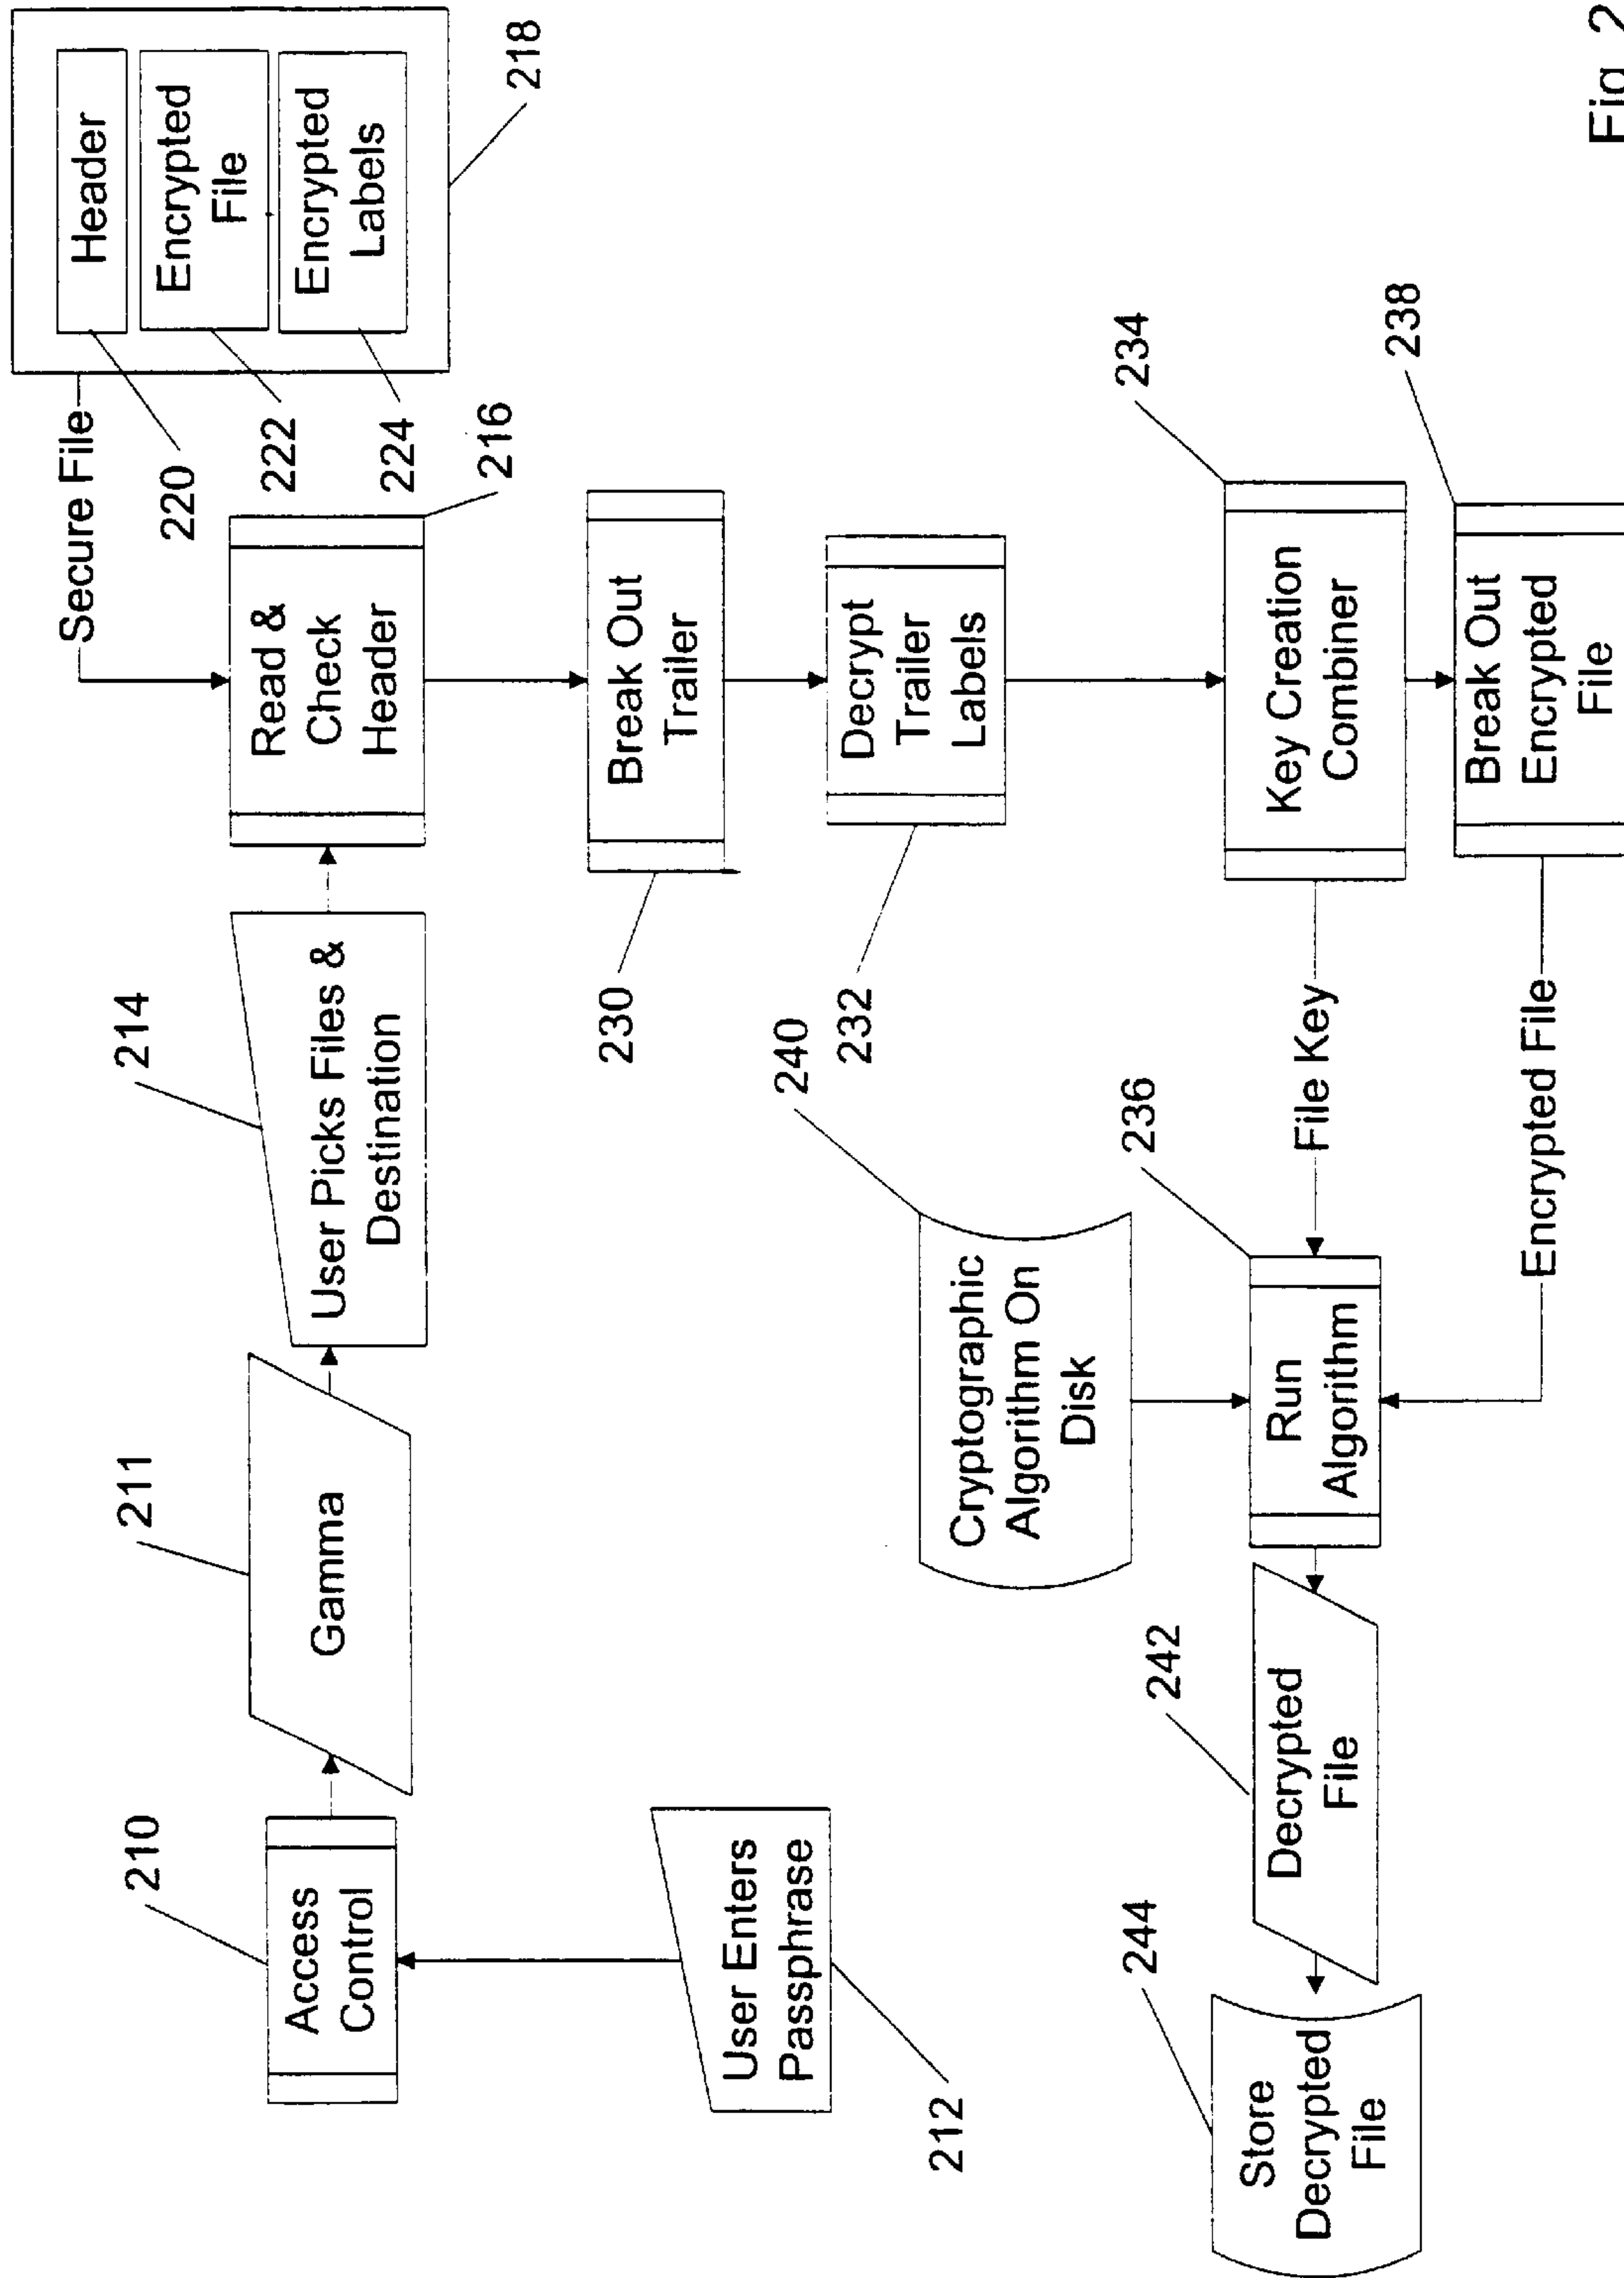 210
Access
Control
211
Gamma
214
User Picks Files &
Destination
Secure File
Header
Encrypted
File
Encrypted
Labels
220
222
224
218
Read &
Check
Header
216
User Enters
Passphrase
212
230
Break Out
Trailer
232
Decrypt
Trailer
Labels
240
Cryptographic
Algorithm On
Disk
234
Key Creation
Combiner
File Key
236
Run
Algorithm
242
Decrypted
File
244
Store
Decrypted
File
238
Break Out
Encrypted
File
Encrypted File
Fig. 2